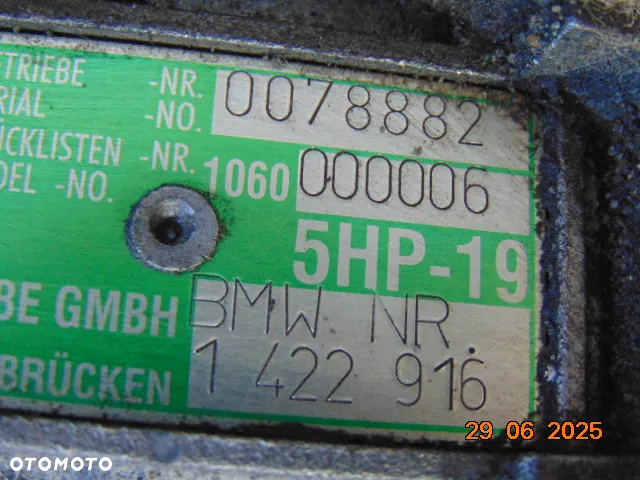 TRIEBE -NR. 0078882
RIAL -NO.
ÜCKLISTEN -NR. 1060 000006
DEL -NO.
5HP-19
BE GMBH BMW NR.
BRÜCKEN 1 422 916
29 06 2025
OTOMOTO